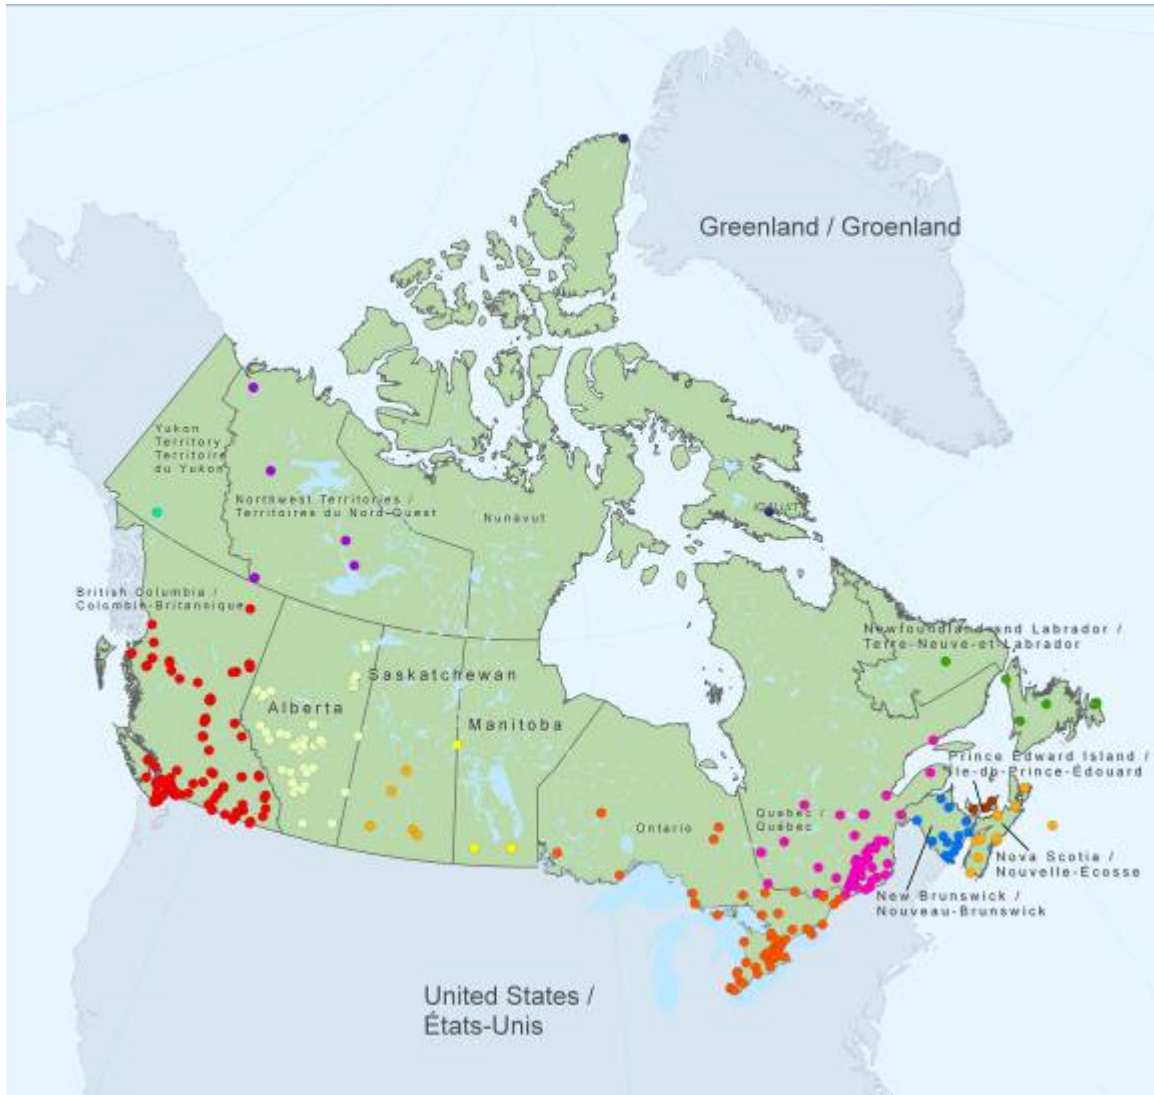 Greenland / Groenland
Yukon
Territory
Territoire
du Yukon
Northwest Territories /
Territoires du Nord-Ouest
Nunavut
British Columbia /
Colombie-Britannique
Newfoundland and Labrador /
Terre-Neuve-et-Labrador
Saskatchewan
Alberta
Manitoba
Prince Edward Island /
Île-du-Prince-Édouard
Ontario
Quebec /
Québec
Nova Scotia /
Nouvelle-Écosse
New Brunswick /
Nouveau-Brunswick
United States /
États-Unis